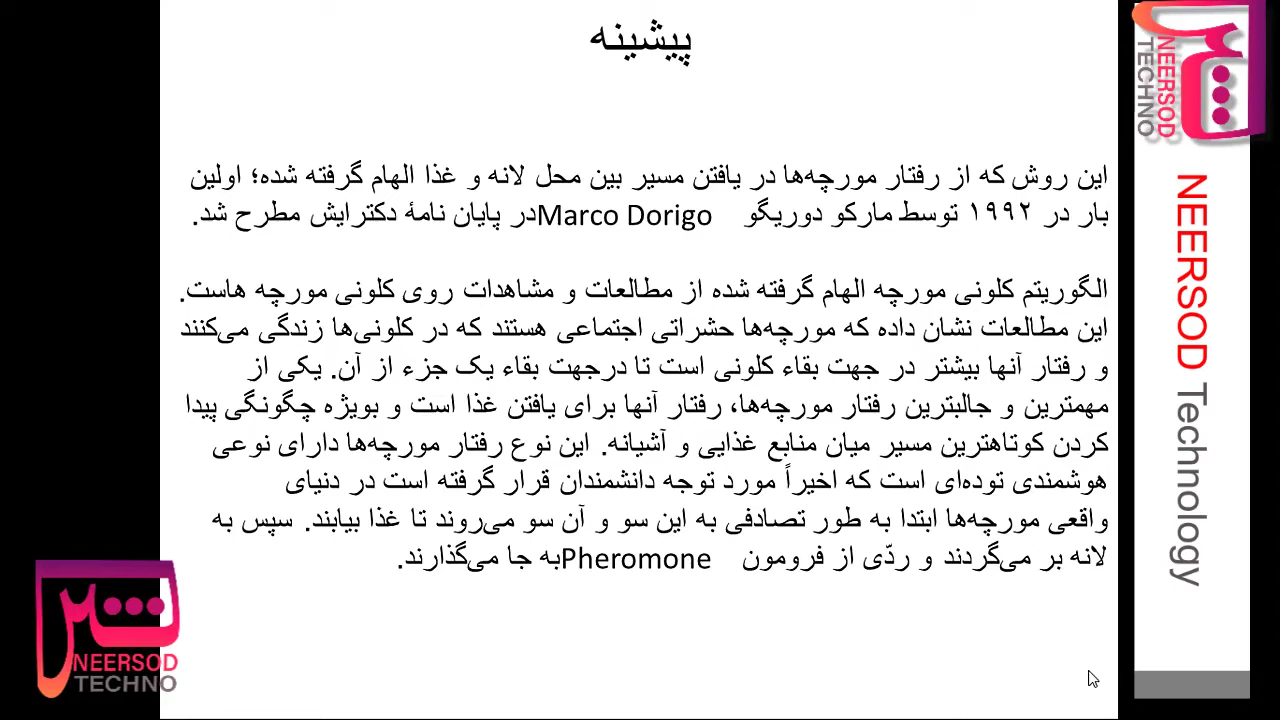 پیشینه
این روش که از رفتار مورچه‌ها در یافتن مسیر بین محل لانه و غذا الهام گرفته شده؛ اولین
بار در ۱۹۹۲ توسط مارکو دوریگو Marco Dorigoدر پایان نامهٔ دکترایش مطرح شد.
الگوریتم کلونی مورچه الهام گرفته شده از مطالعات و مشاهدات روی کلونی مورچه هاست.
این مطالعات نشان داده که مورچه‌ها حشراتی اجتماعی هستند که در کلونی‌ها زندگی می‌کنند
و رفتار آنها بیشتر در جهت بقاء کلونی است تا درجهت بقاء یک جزء از آن. یکی از
مهمترین و جالبترین رفتار مورچه‌ها، رفتار آنها برای یافتن غذا است و بویژه چگونگی پیدا
کردن کوتاهترین مسیر میان منابع غذایی و آشیانه. این نوع رفتار مورچه‌ها دارای نوعی
هوشمندی توده‌ای است که اخیراً مورد توجه دانشمندان قرار گرفته است در دنیای
واقعی مورچه‌ها ابتدا به طور تصادفی به این سو و آن سو می‌روند تا غذا بیابند. سپس به
لانه بر می‌گردند و ردّی از فرومون Pheromoneبه جا می‌گذارند.
NEERSOD
TECHNO
NEERSOD Technology
NEERSOD
TECHNO